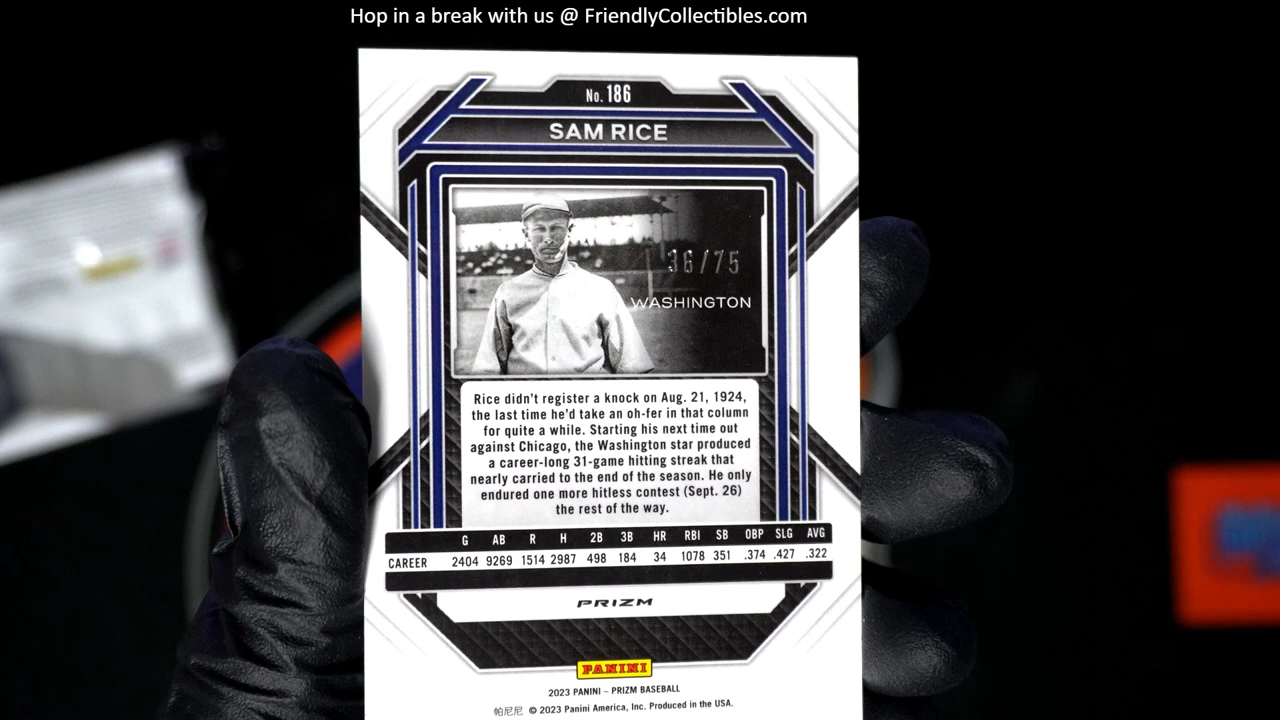 Hop in a break with us @ FriendlyCollectibles.com
No. 186
SAM RICE
36/75
WASHINGTON
Rice didn't register a knock on Aug. 21, 1924,
the last time he'd take an oh-fer in that column
for quite a while. Starting his next time out
against Chicago, the Washington star produced
a career-long 31-game hitting streak that
nearly carried to the end of the season. He only
endured one more hitless contest (Sept. 26)
the rest of the way.
G AB R H 2B 3B HR RBI SB OBP SLG AVG
CAREER 2404 9269 1514 2987 498 184 34 1078 351 .374 .427 .322
PRIZM
PANINI
2023 PANINI – PRIZM BASEBALL
帕尼尼 © 2023 Panini America, Inc. Produced in the USA.